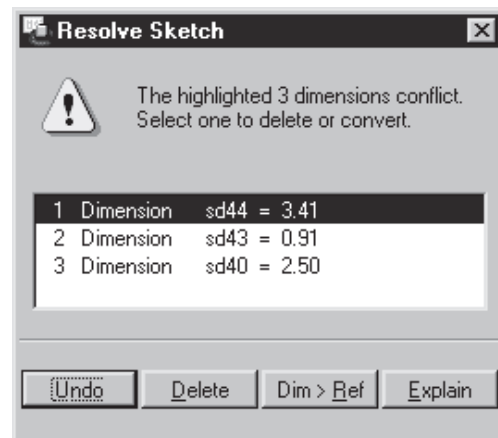 Resolve Sketch
The highlighted 3 dimensions conflict.
Select one to delete or convert.
1 Dimension sd44 = 3.41
2 Dimension sd43 = 0.91
3 Dimension sd40 = 2.50
Undo Delete Dim > Ref Explain